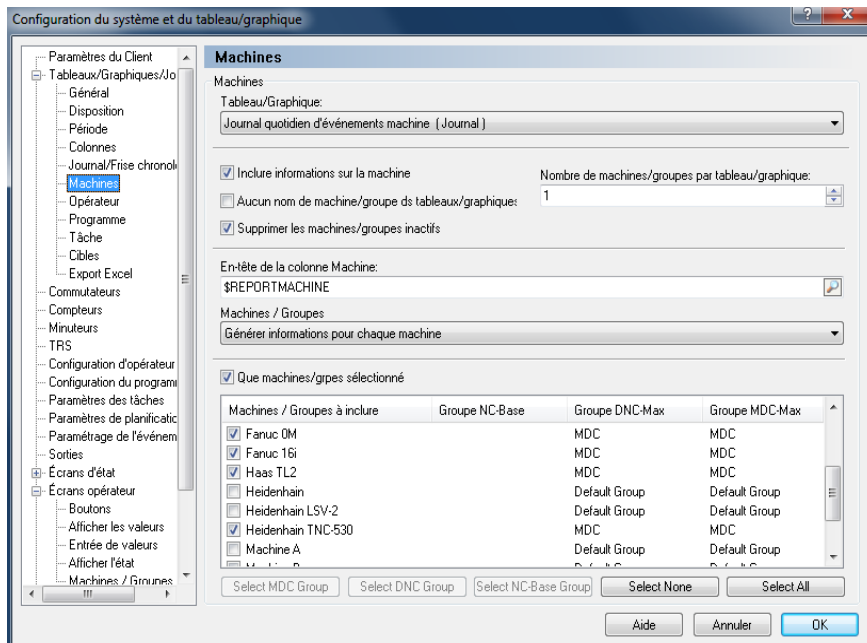 Configuration du système et du tableau/graphique
Paramètres du Client
Tableaux/Graphiques/Jo
Général
Disposition
Période
Colonnes
Journal/Frise chronol
Machines
Opérateur
Programme
Tâche
Cibles
Export Excel
Commutateurs
Compteurs
Minuteurs
TRS
Configuration d'opérateur
Configuration du program
Paramètres des tâches
Paramètres de planificatic
Paramétrage de l'événem
Sorties
Écrans d'état
Écrans opérateur
Boutons
Afficher les valeurs
Entrée de valeurs
Afficher l'état
Machines / Groupes
Machines
Machines
Tableau/Graphique:
Journal quotidien d'événements machine ( Journal )
Inclure informations sur la machine
Aucun nom de machine/groupe ds tableaux/graphiques
Supprimer les machines/groupes inactifs
Nombre de machines/groupes par tableau/graphique:
1
En-tête de la colonne Machine:
$REPORTMACHINE
Machines / Groupes
Générer informations pour chaque machine
Que machines/grpes sélectionné
Machines / Groupes à inclure Groupe NC-Base Groupe DNC-Max Groupe MDC-Max
Fanuc 0M MDC MDC
Fanuc 16i MDC MDC
Haas TL2 MDC MDC
Heidenhain Default Group Default Group
Heidenhain LSV-2 Default Group Default Group
Heidenhain TNC-530 MDC MDC
Machine A Default Group Default Group
Select MDC Group Select DNC Group Select NC-Base Group Select None Select All
Aide Annuler OK